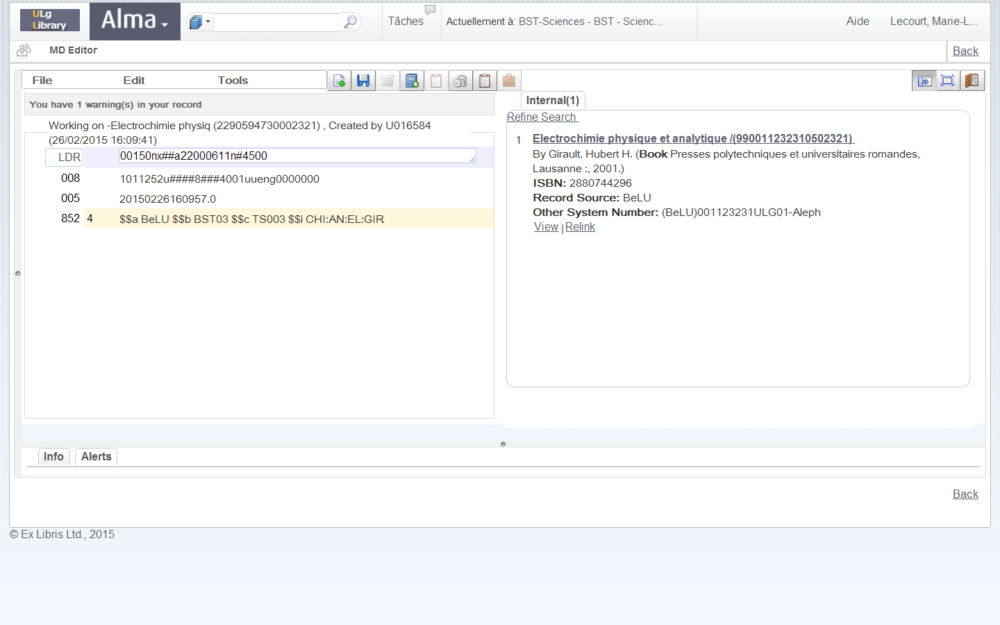 ULg Library
Alma
Tâches
Actuellement à: BST-Sciences - BST - Scienc...
Aide
Lecourt, Marie-L...
MD Editor
Back
File
Edit
Tools
You have 1 warning(s) in your record
Working on -Electrochimie physiq (2290594730002321) , Created by U016584
(26/02/2015 16:09:41)
LDR 00150nx##a22000611n#4500
008 1011252u####8###4001uueng0000000
005 20150226160957.0
852 4 $$a BeLU $$b BST03 $$c TS003 $$i CHI:AN:EL:GIR
Internal(1)
Refine Search
1 Electrochimie physique et analytique /(990011232310502321)
By Girault, Hubert H. (Book Presses polytechniques et universitaires romandes,
Lausanne :, 2001.)
ISBN: 2880744296
Record Source: BeLU
Other System Number: (BeLU)001123231ULG01-Aleph
View | Relink
Info
Alerts
Back
© Ex Libris Ltd., 2015